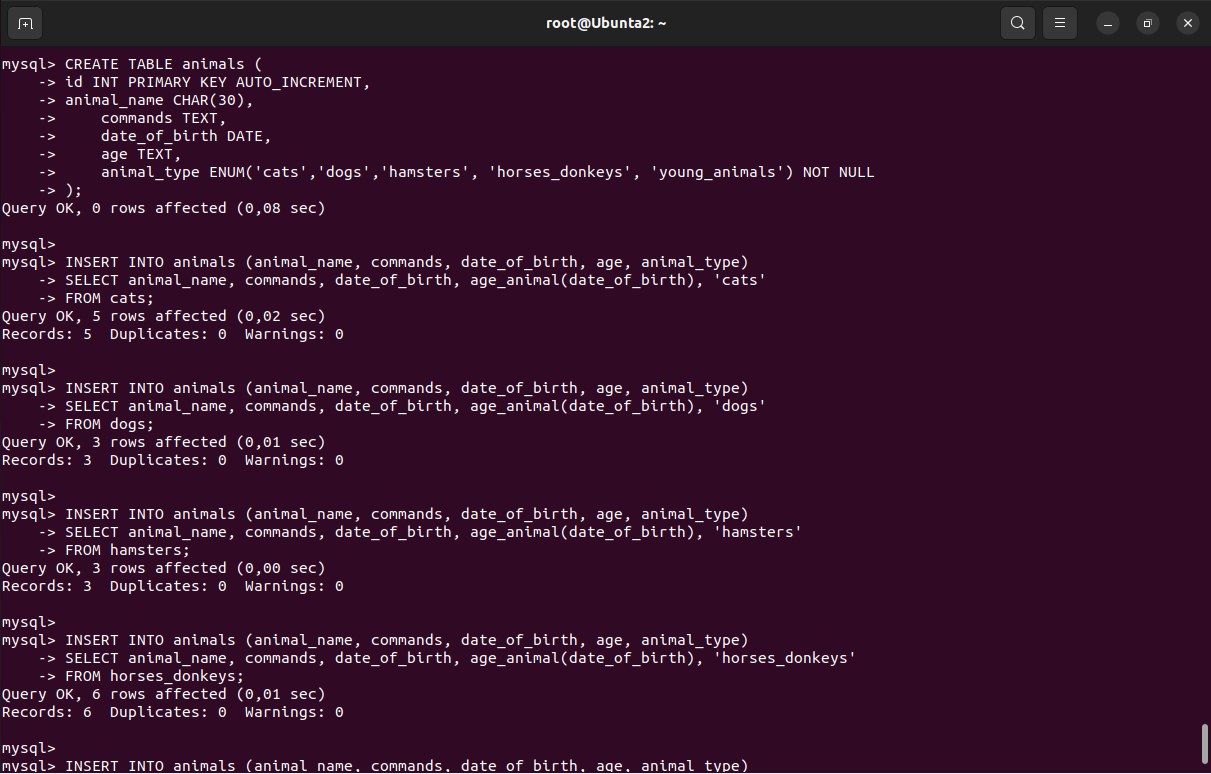 root@Ubunta2: ~
mysql> CREATE TABLE animals (
    -> id INT PRIMARY KEY AUTO_INCREMENT,
    -> animal_name CHAR(30),
    ->     commands TEXT,
    ->     date_of_birth DATE,
    ->     age TEXT,
    ->     animal_type ENUM('cats','dogs','hamsters', 'horses_donkeys', 'young_animals') NOT NULL
    -> );
Query OK, 0 rows affected (0,08 sec)
mysql>
mysql> INSERT INTO animals (animal_name, commands, date_of_birth, age, animal_type)
    -> SELECT animal_name, commands, date_of_birth, age_animal(date_of_birth), 'cats'
    -> FROM cats;
Query OK, 5 rows affected (0,02 sec)
Records: 5  Duplicates: 0  Warnings: 0
mysql>
mysql> INSERT INTO animals (animal_name, commands, date_of_birth, age, animal_type)
    -> SELECT animal_name, commands, date_of_birth, age_animal(date_of_birth), 'dogs'
    -> FROM dogs;
Query OK, 3 rows affected (0,01 sec)
Records: 3  Duplicates: 0  Warnings: 0
mysql>
mysql> INSERT INTO animals (animal_name, commands, date_of_birth, age, animal_type)
    -> SELECT animal_name, commands, date_of_birth, age_animal(date_of_birth), 'hamsters'
    -> FROM hamsters;
Query OK, 3 rows affected (0,00 sec)
Records: 3  Duplicates: 0  Warnings: 0
mysql>
mysql> INSERT INTO animals (animal_name, commands, date_of_birth, age, animal_type)
    -> SELECT animal_name, commands, date_of_birth, age_animal(date_of_birth), 'horses_donkeys'
    -> FROM horses_donkeys;
Query OK, 6 rows affected (0,01 sec)
Records: 6  Duplicates: 0  Warnings: 0
mysql>
mysql> INSERT INTO animals (animal_name, commands, date_of_birth, age, animal_type)